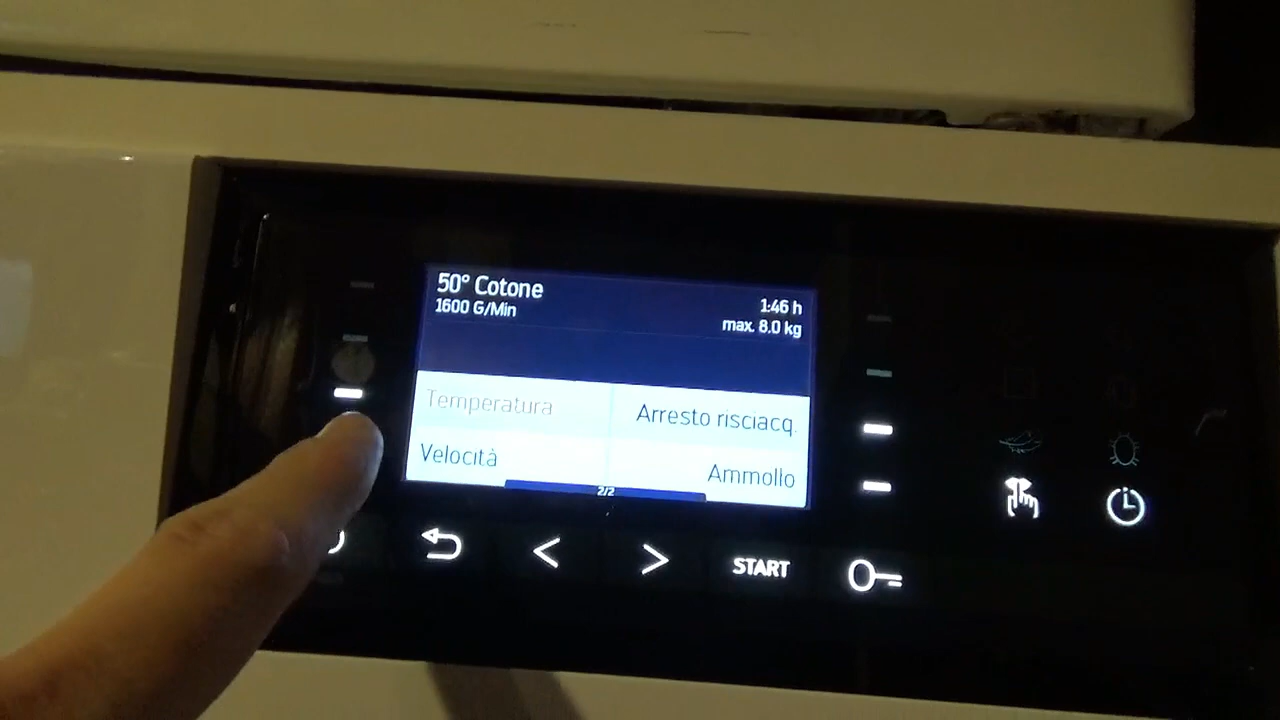 50° Cotone
1:46 h
1600 G/Min
max. 8.0 kg
Temperatura
Arresto risciacq.
Velocità
Ammollo
2/2
START